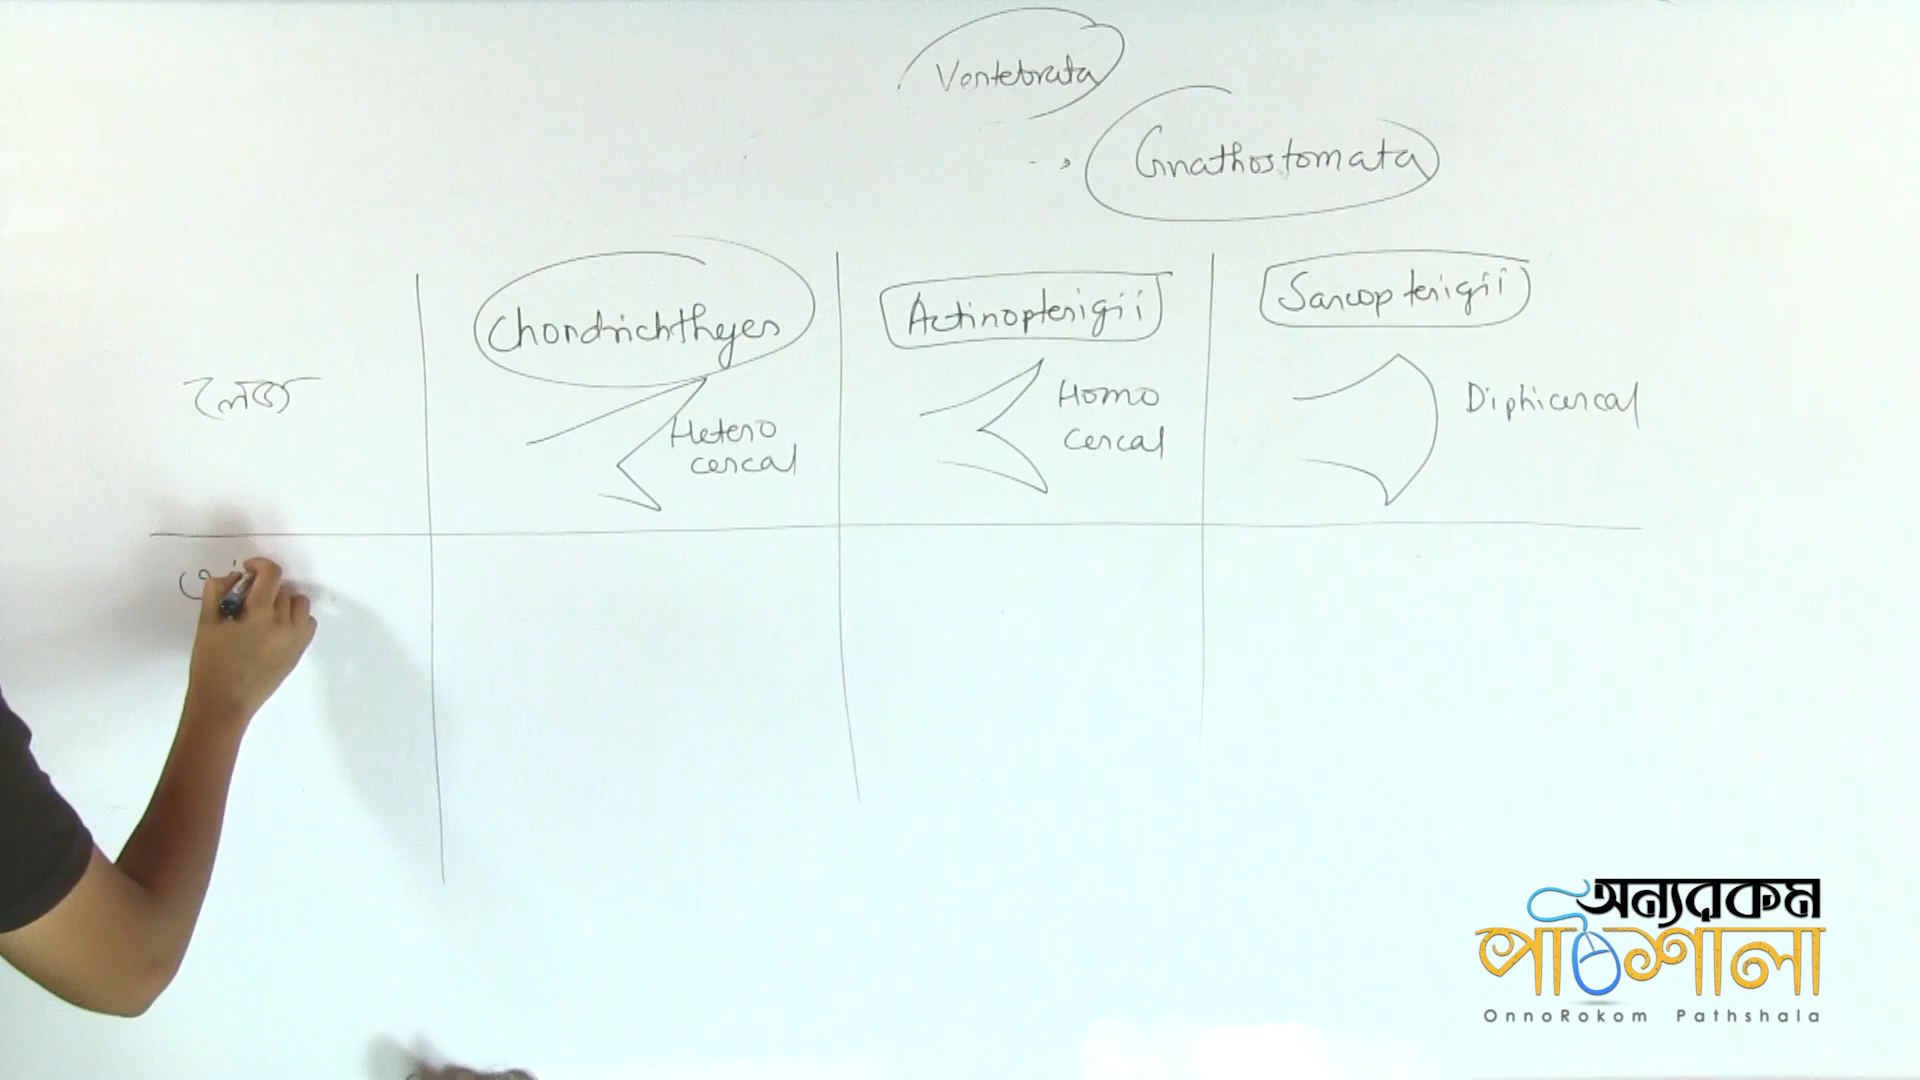 Vertebrata
Gnathostomata
Chondrichthyes
Actinopterigii
Sarcopterigii
লেজ
Hetero
cercal
Homo
cercal
Diphicercal
অন্যরকম
পাঠশালা
OnnoRokom Pathshala